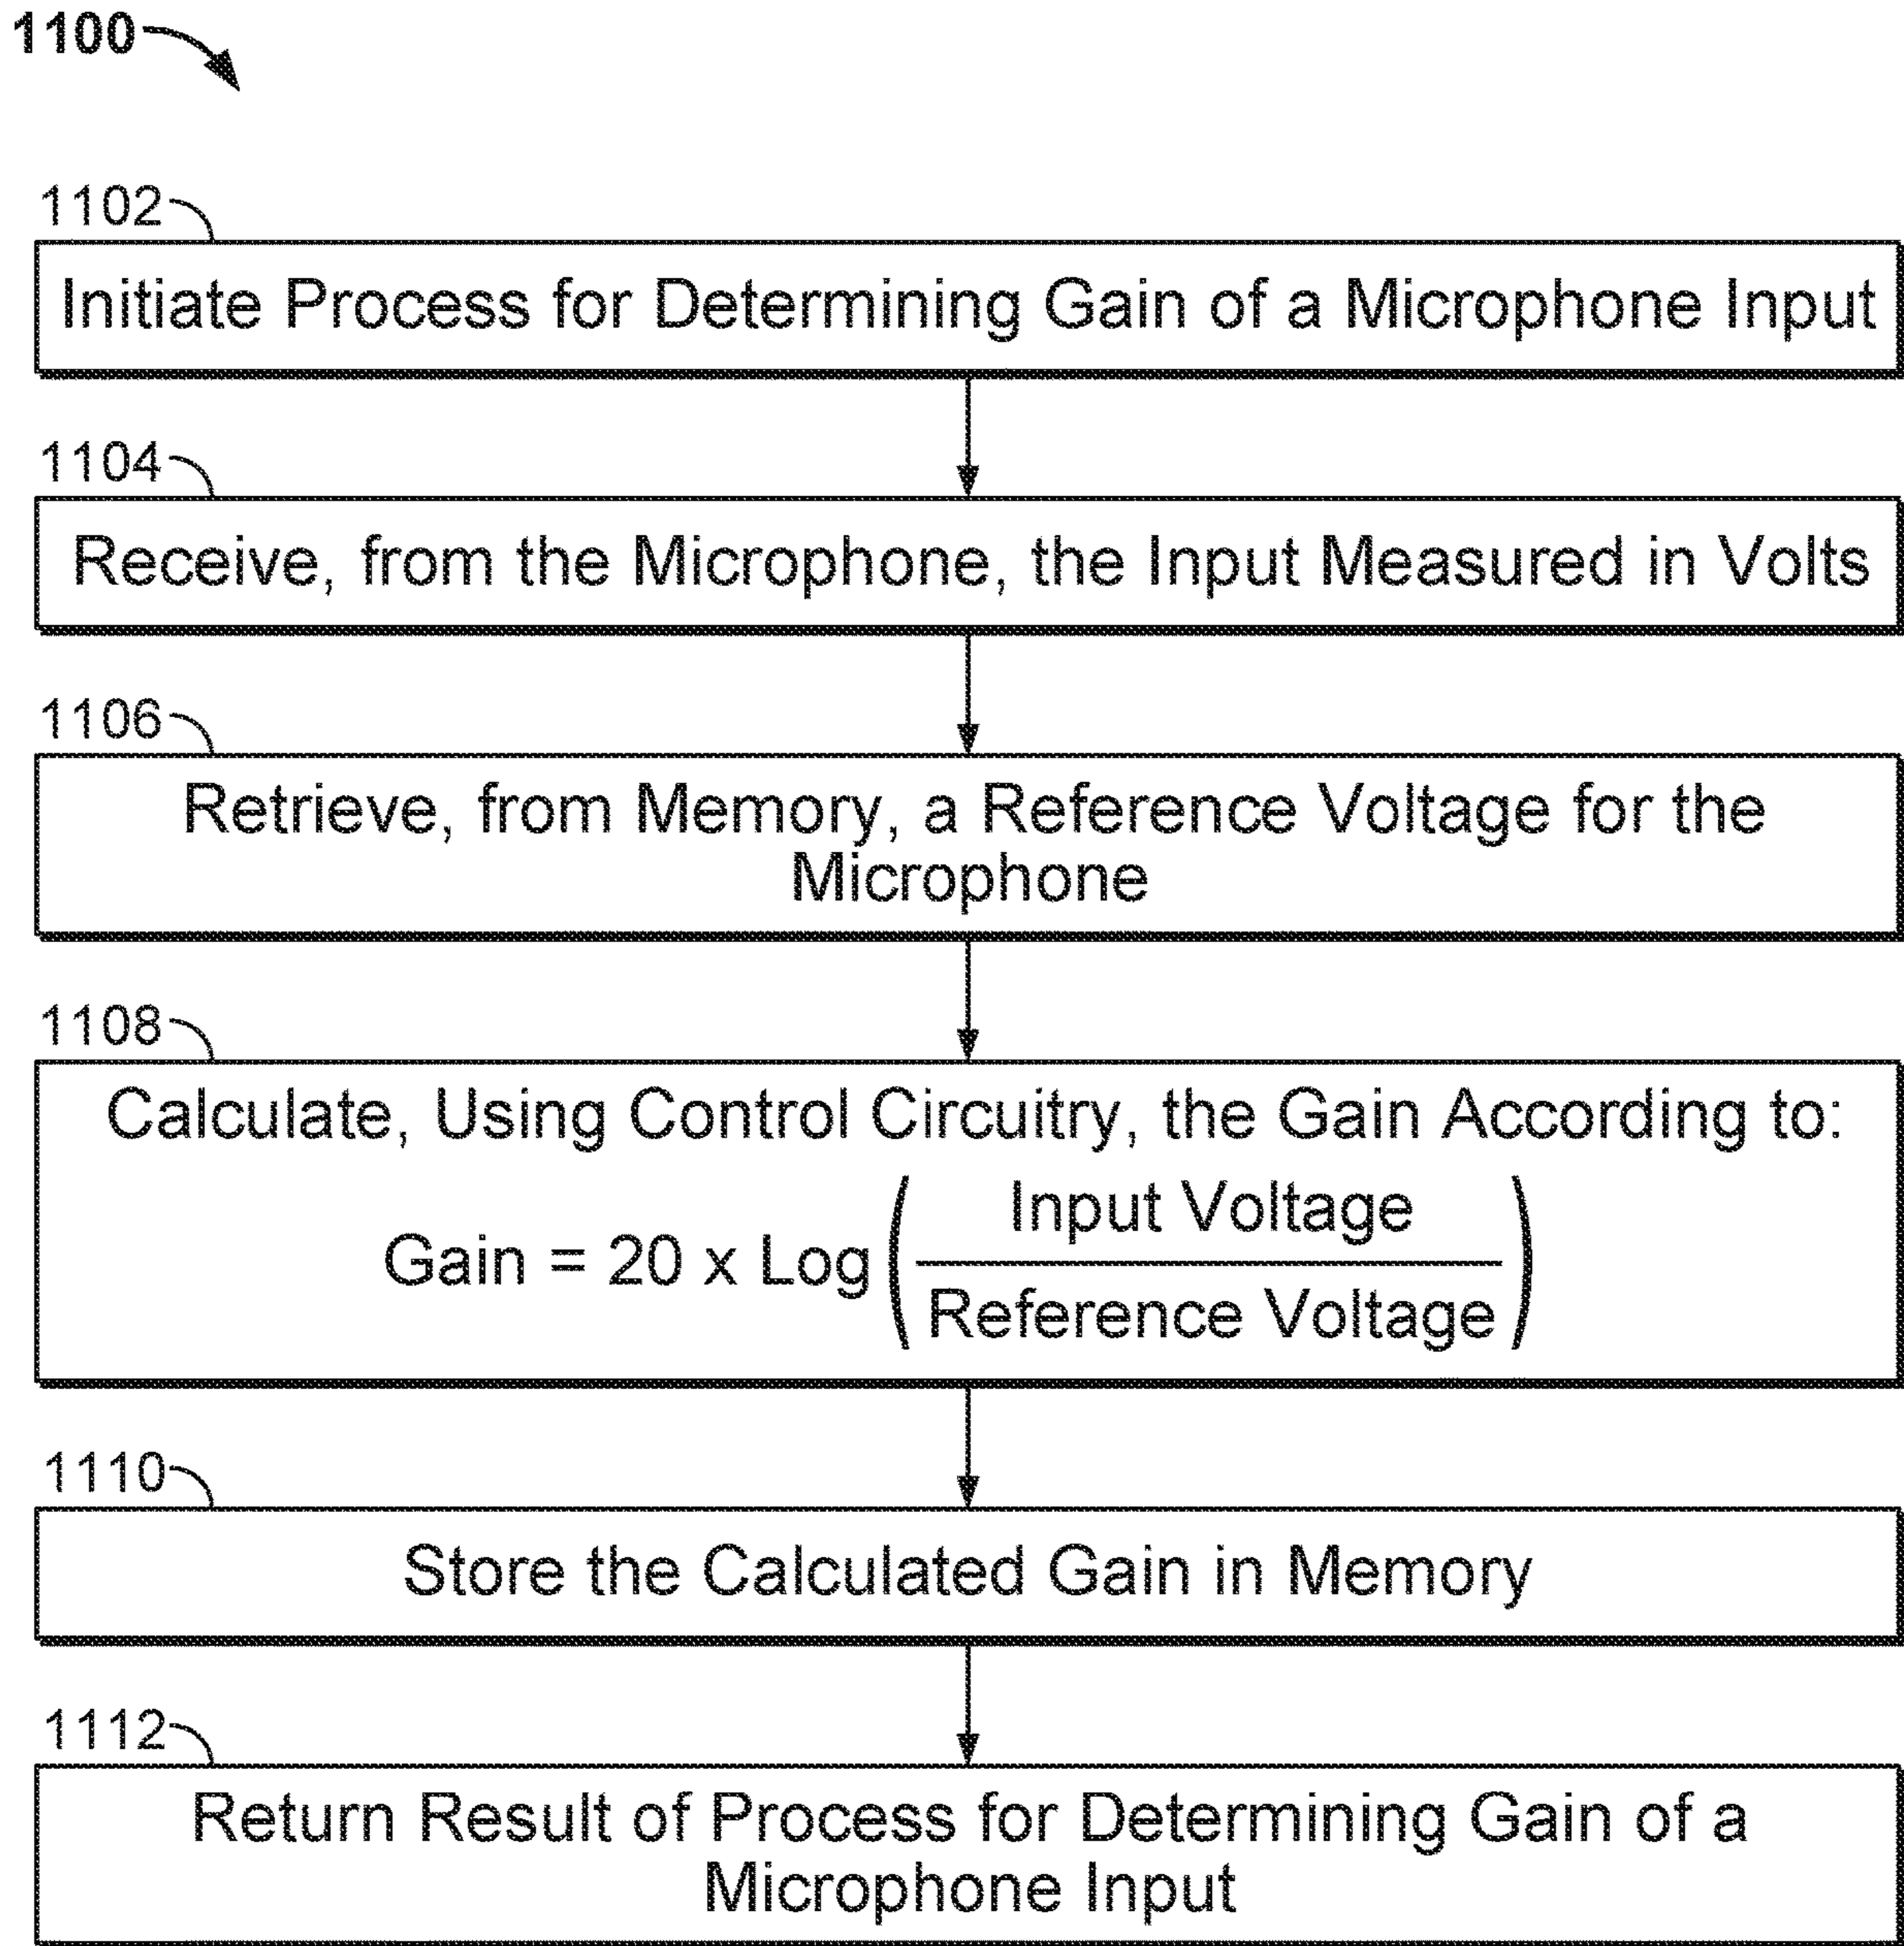 1100
1102
Initiate Process for Determining Gain of a Microphone Input
1104
Receive, from the Microphone, the Input Measured in Volts
1106
Retrieve, from Memory, a Reference Voltage for the
Microphone
1108
Calculate, Using Control Circuitry, the Gain According to:
Gain = 20 x Log (Input Voltage / Reference Voltage)
1110
Store the Calculated Gain in Memory
1112
Return Result of Process for Determining Gain of a
Microphone Input